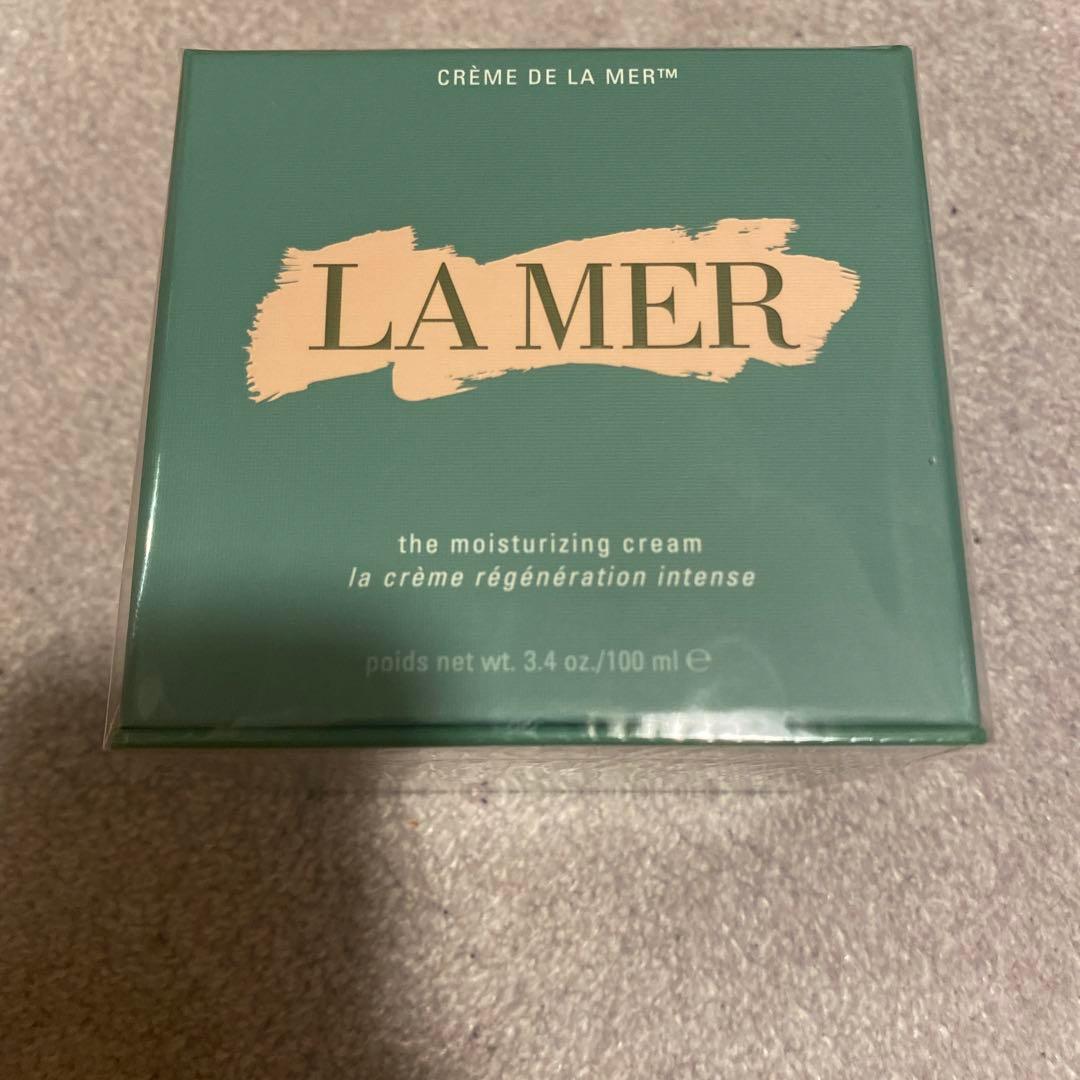 CRÈME DE LA MER™
LA MER
the moisturizing cream
la crème régénération intense
poids net wt. 3.4 oz./100 ml ℮